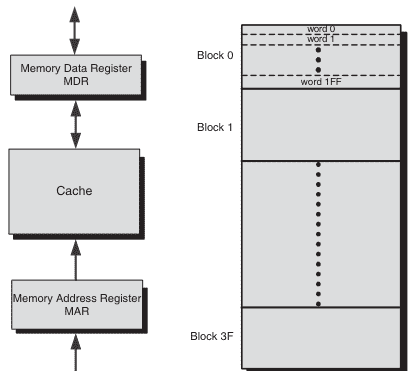 Memory Data Register
MDR
Cache
Memory Address Register
MAR
word 0
word 1
Block 0
word 1FF
Block 1
Block 3F